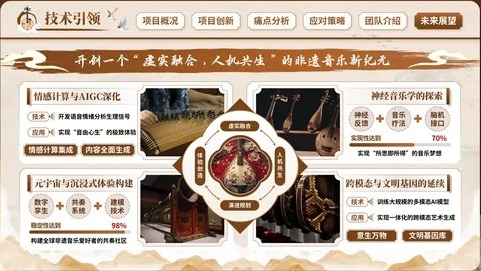 技术引领
项目概况
项目创新
痛点分析
应对策略
团队介绍
未来展望
开创一个“虚实融合、人机共生”的非遗音乐新纪元
情感计算与AIGC深化
技术 开发语音情绪分析生理信号
应用 实现“音由心生”的极致体验
情感计算集成 内容全面生成
神经音乐学的探索
神经反馈 + 音乐疗法 + 脑机接口
实现性达到 70%
实现“所思即所得”的音乐梦想
虚实融合
体验创造
人机共生
演进规划
元宇宙与沉浸式体验构建
数字孪生 + 共奏系统 + 建模技术
稳定性达到 98%
构建全球非遗音乐爱好者的共奏社区
跨模态与文明基因的延续
技术 训练大规模的多模态AI模型
应用 实现一体化的跨模态艺术生成
意生万物 文明基因库